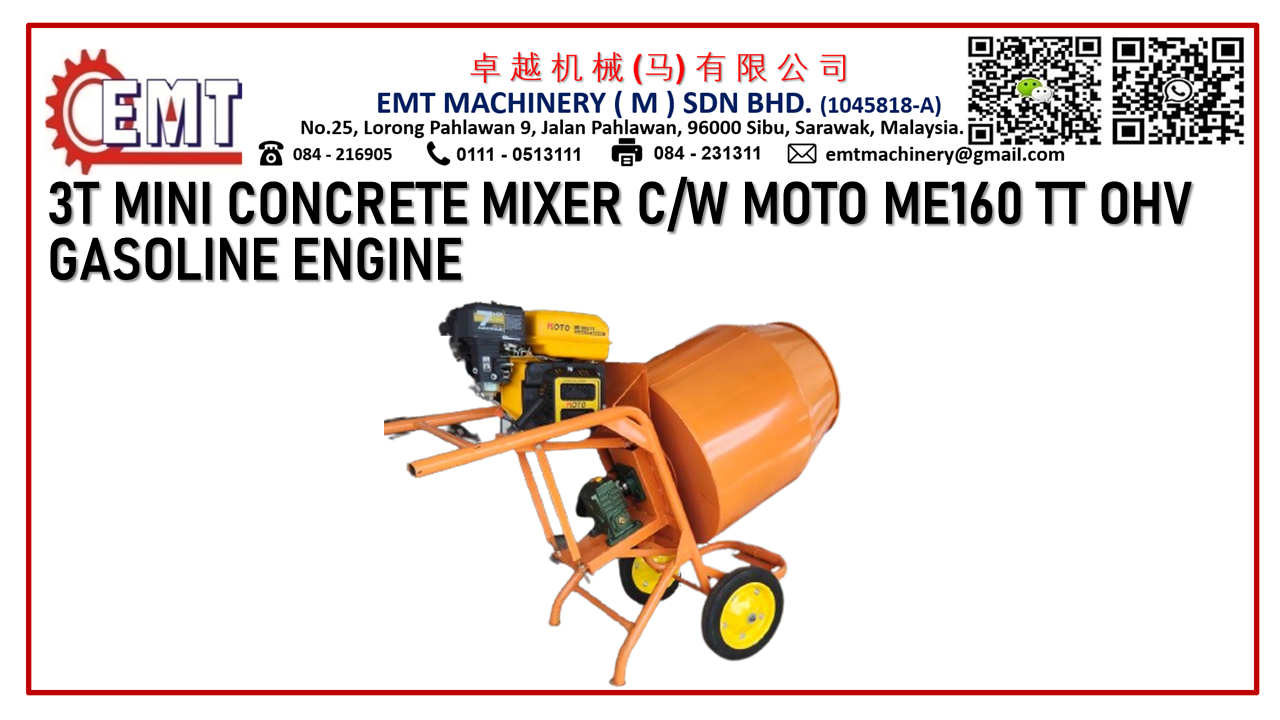 EMT
卓越机械(马)有限公司
EMT MACHINERY ( M ) SDN BHD. (1045818-A)
No.25, Lorong Pahlawan 9, Jalan Pahlawan, 96000 Sibu, Sarawak, Malaysia.
084 - 216905 0111 - 0513111 084 - 231311 emtmachinery@gmail.com
3T MINI CONCRETE MIXER C/W MOTO ME160 TT OHV
GASOLINE ENGINE
7
MOTO
MOTO